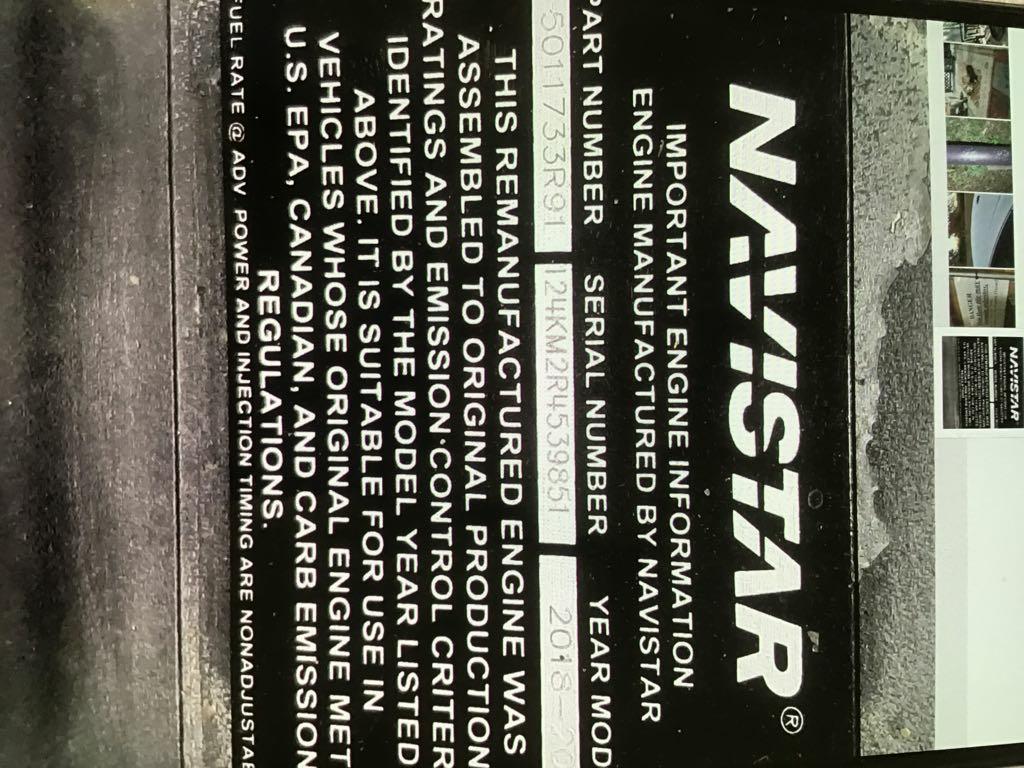 NAVISTAR®
IMPORTANT ENGINE INFORMATION
ENGINE MANUFACTURED BY NAVISTAR
PART NUMBER SERIAL NUMBER YEAR MOD
5011733R91 124KM2R4539851 2018-20
THIS REMANUFACTURED ENGINE WAS
ASSEMBLED TO ORIGINAL PRODUCTION
RATINGS AND EMISSION CONTROL CRITER
IDENTIFIED BY THE MODEL YEAR LISTED
ABOVE. IT IS SUITABLE FOR USE IN
VEHICLES WHOSE ORIGINAL ENGINE MET
U.S. EPA, CANADIAN, AND CARB EMISSION
REGULATIONS.
FUEL RATE @ ADV. POWER AND INJECTION TIMING ARE NONADJUSTAB
NAVISTAR